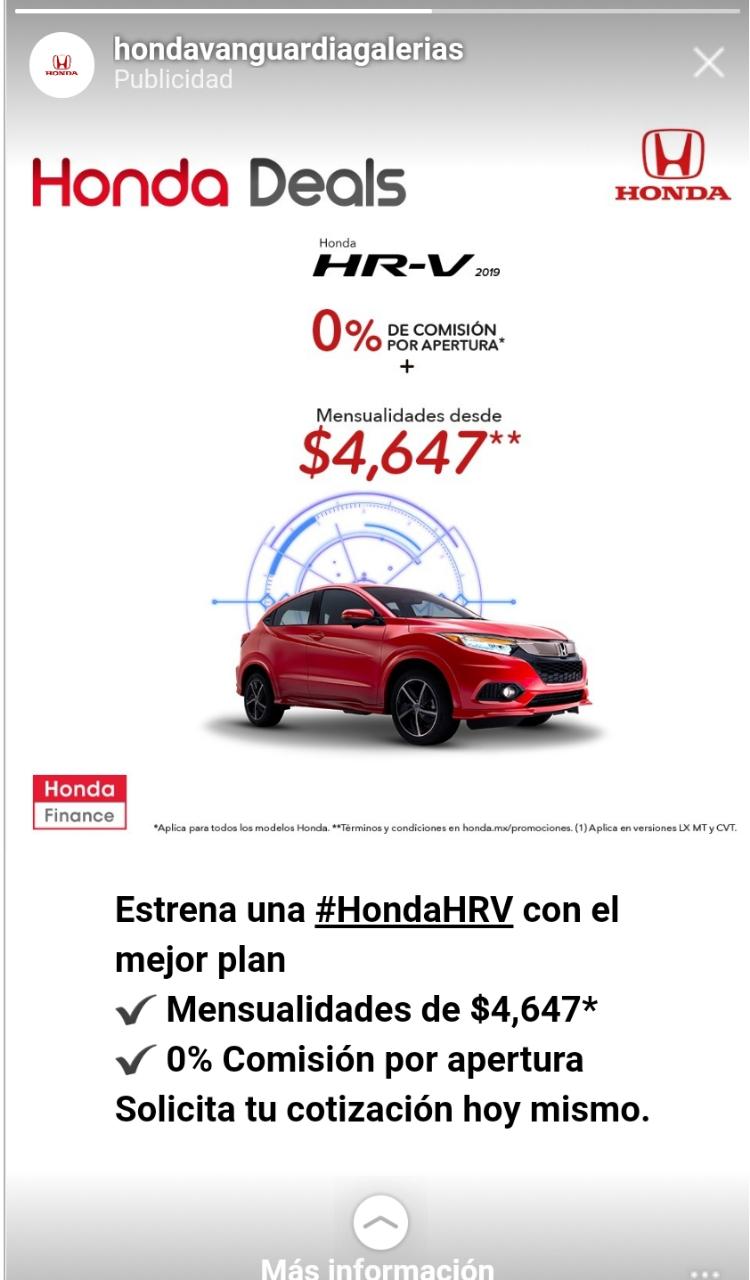 hondavanguardiagalerias
Publicidad
HONDA
Honda Deals
HONDA
Honda
HR-V 2019
0% DE COMISIÓN
POR APERTURA*
+
Mensualidades desde
$4,647**
Honda
Finance
*Aplica para todos los modelos Honda. **Términos y condiciones en honda.mx/promociones. (1) Aplica en versiones LX MT y CVT.
Estrena una #HondaHRV con el
mejor plan
✔ Mensualidades de $4,647*
✔ 0% Comisión por apertura
Solicita tu cotización hoy mismo.
Más información